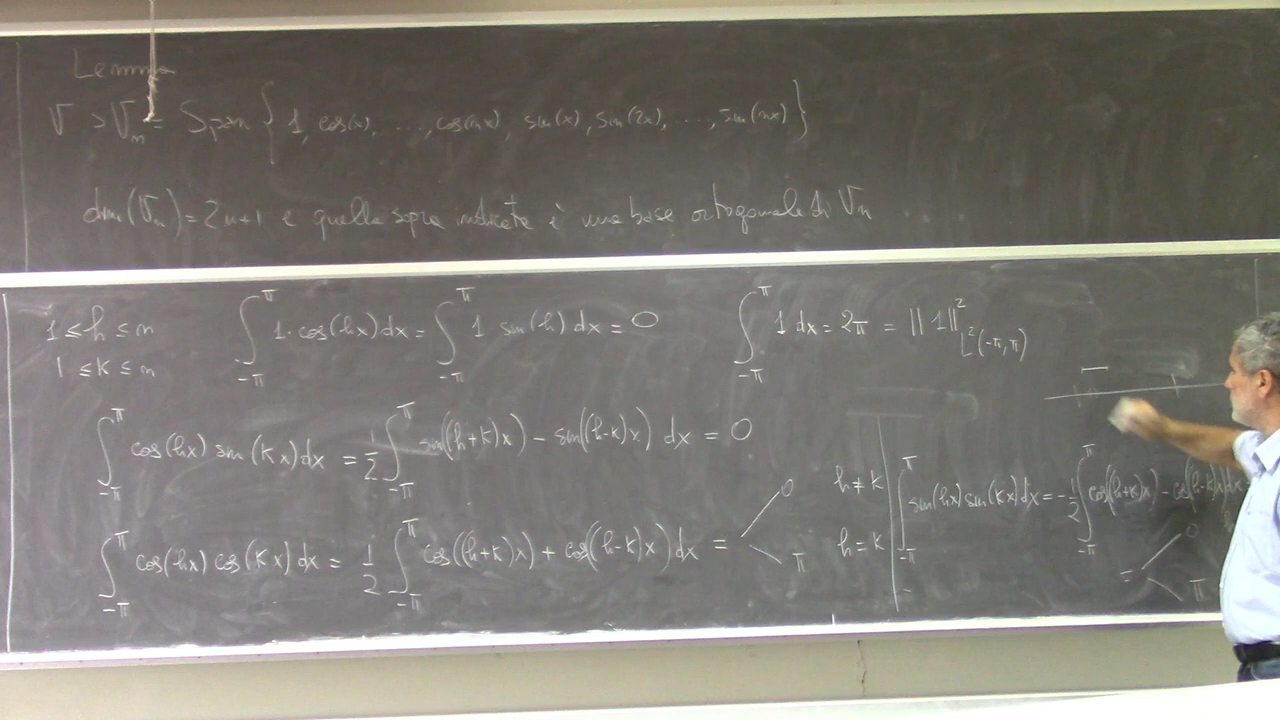 Lemma
V > Vₙ = Span { 1, cos(x), ..., cos(nx), sin(x), sin(2x), ..., sin(nx) }
dim(Vₙ) = 2n+1 e quella sopra indicata è una base ortogonale di Vₙ
1 ≤ h ≤ n
1 ≤ k ≤ n
∫_{-π}^{π} 1·cos(hx)dx = ∫_{-π}^{π} 1 sin(h) dx = 0
∫_{-π}^{π} 1 dx = 2π = ||1||²_{L²(-π,π)}
∫_{-π}^{π} cos(hx) sin(kx)dx = ½ ∫_{-π}^{π} sin((h+k)x) - sin((h-k)x) dx = 0
∫_{-π}^{π} cos(hx) cos(kx)dx = ½ ∫_{-π}^{π} cos((h+k)x) + cos((h-k)x)dx =
0 h≠k
π h=k
∫_{-π}^{π} sin(hx)sin(kx)dx = -½ ∫_{-π}^{π} cos((h+k)x) - cos((h-k)x)dx
= 0
π